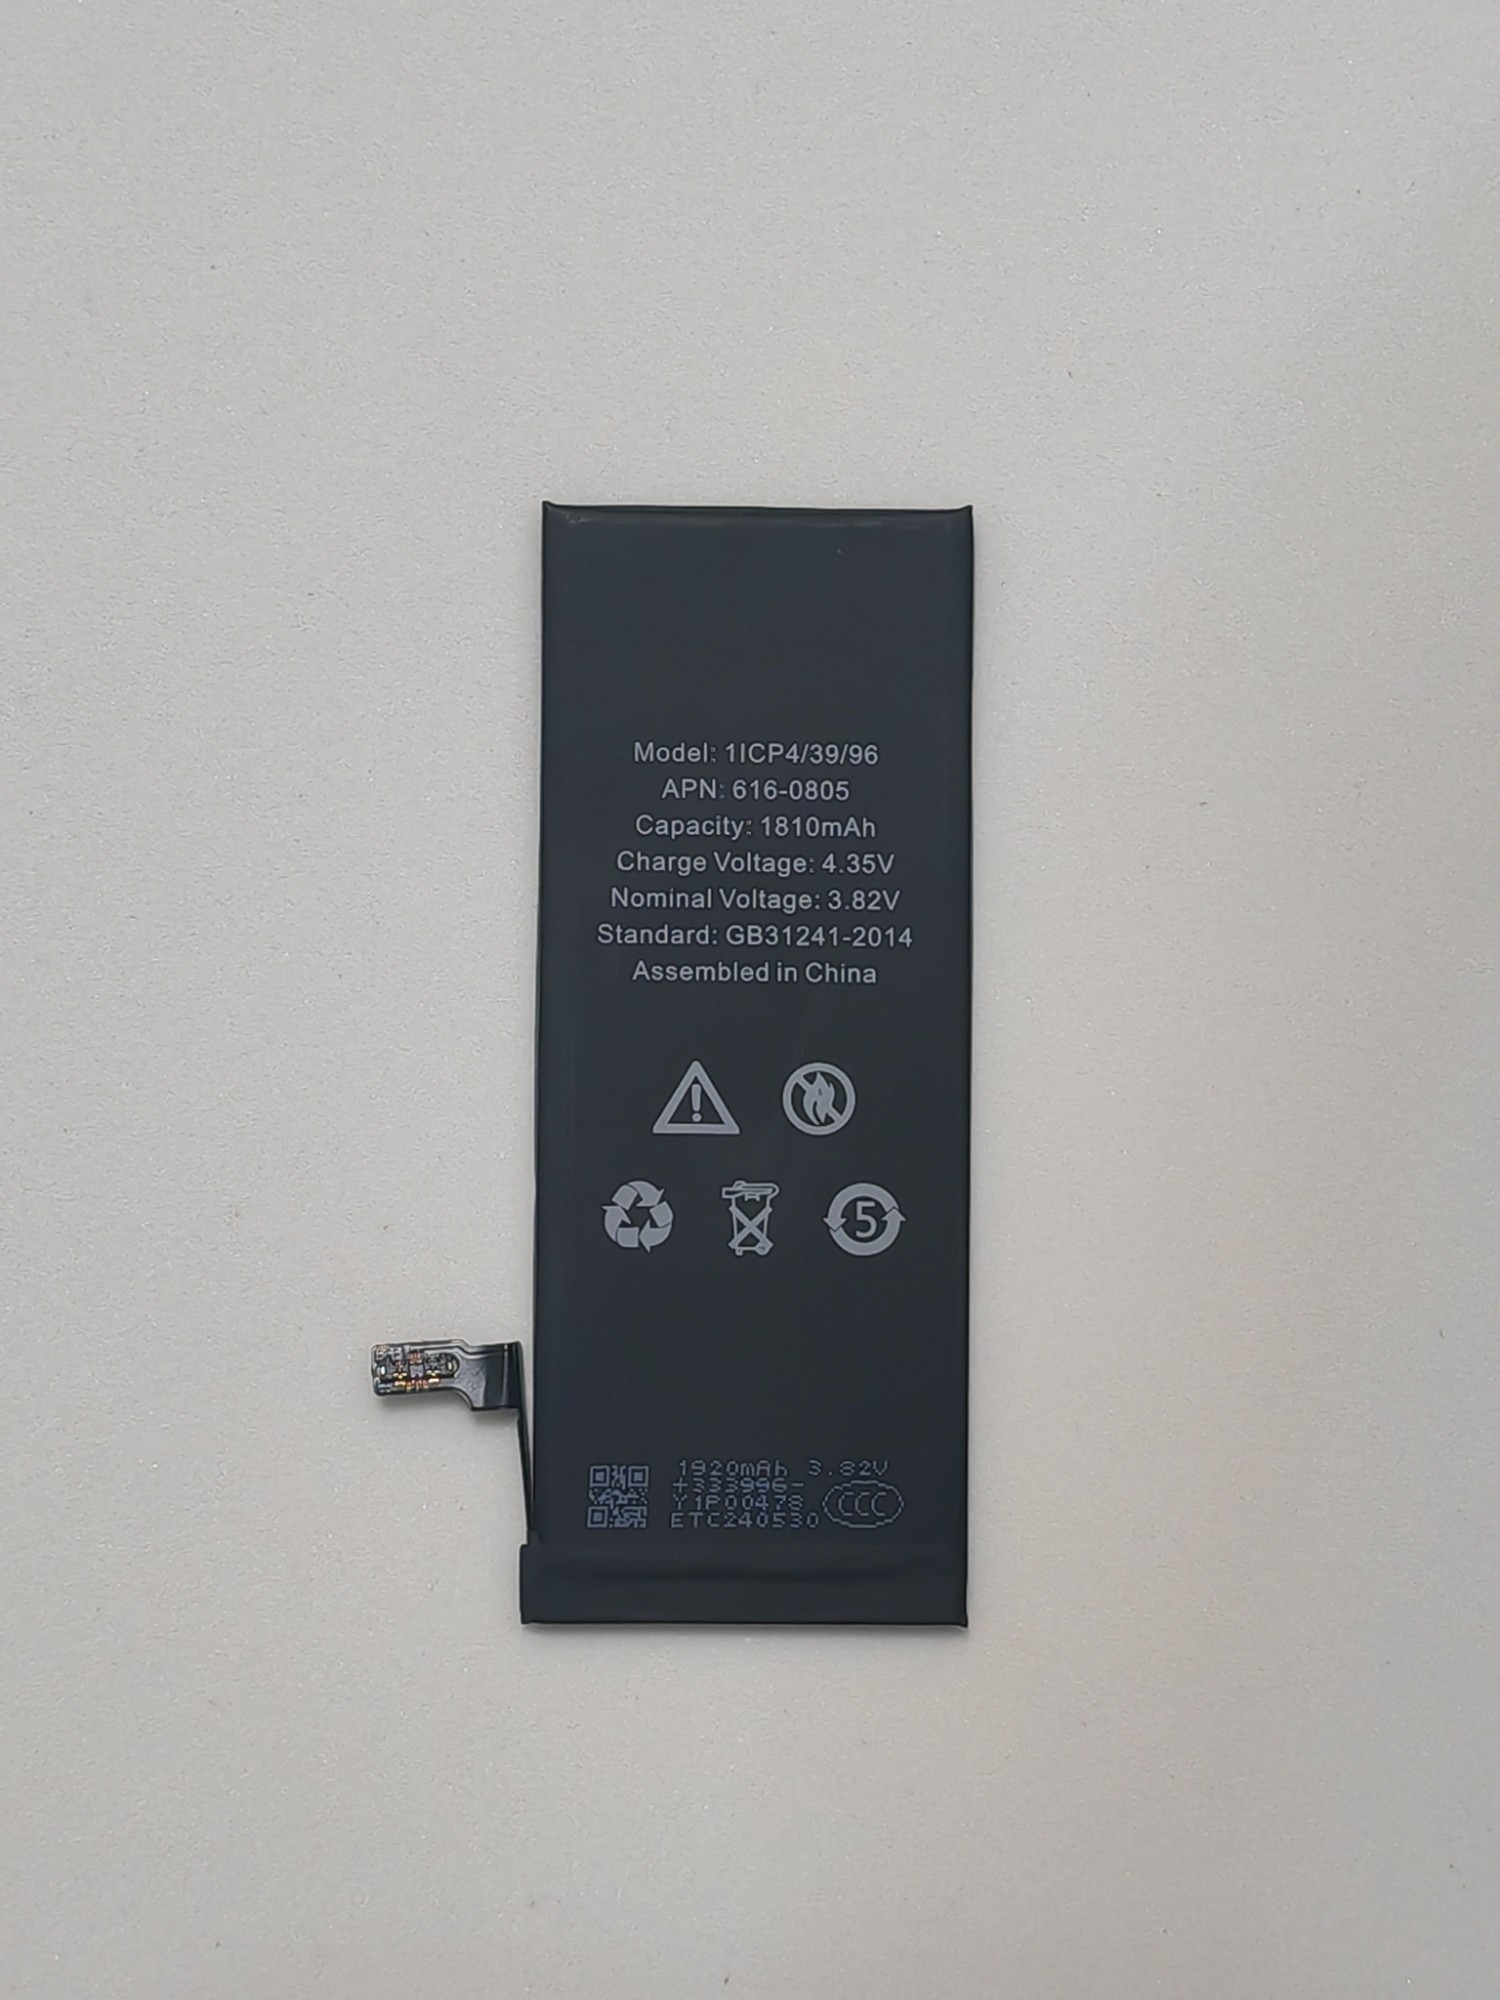 Model: 1ICP4/39/96
APN: 616-0805
Capacity: 1810mAh
Charge Voltage: 4.35V
Nominal Voltage: 3.82V
Standard: GB31241-2014
Assembled in China
5
1920mAh 3.82V
+333996-
Y1P00478
ETC240530
CCC